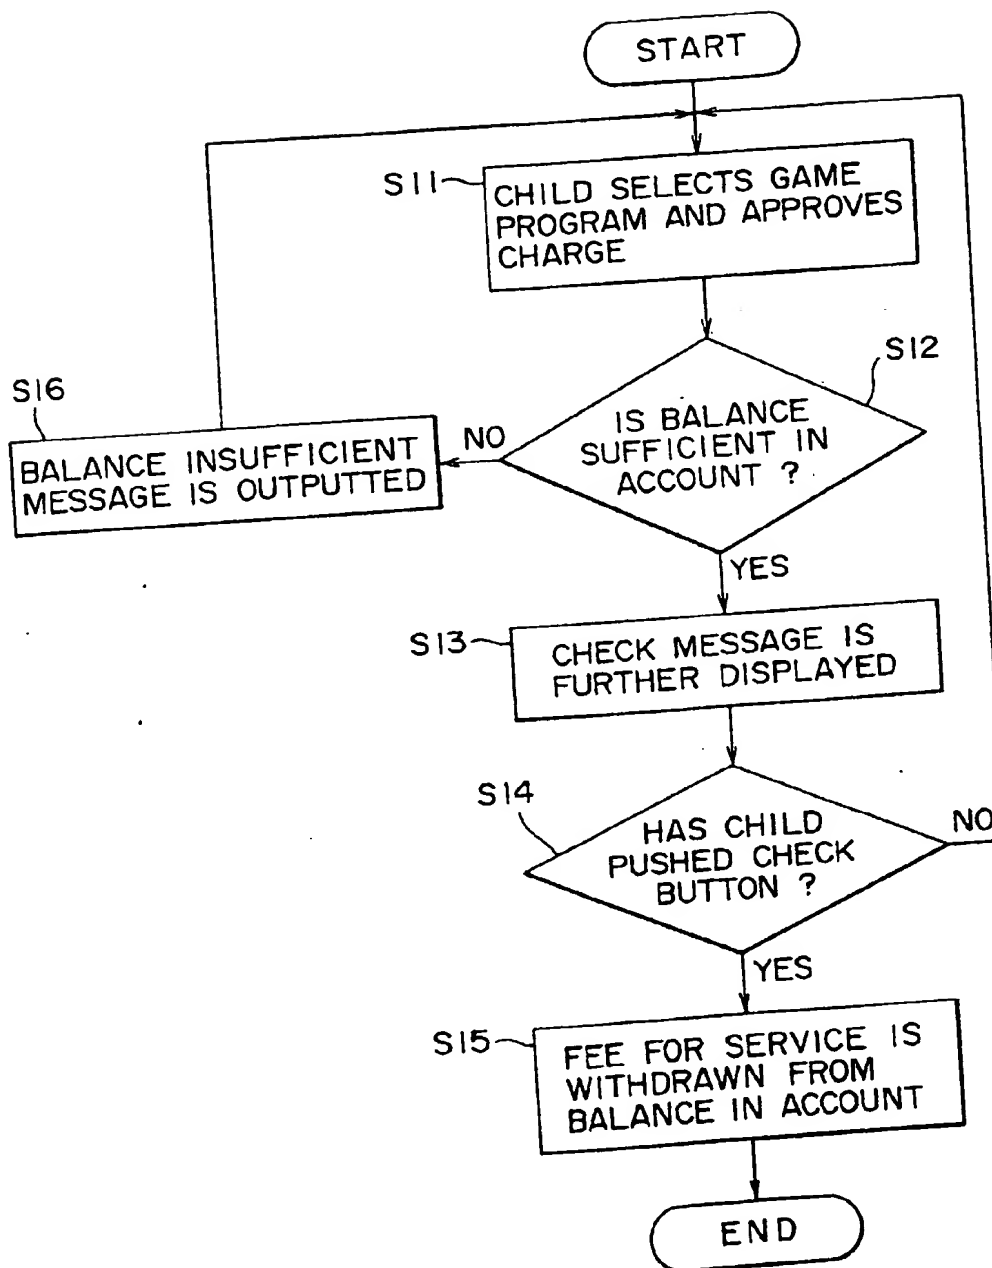 START
S11
CHILD SELECTS GAME
PROGRAM AND APPROVES
CHARGE
S12
IS BALANCE
SUFFICIENT IN
ACCOUNT ?
NO
S16
BALANCE INSUFFICIENT
MESSAGE IS OUTPUTTED
YES
S13
CHECK MESSAGE IS
FURTHER DISPLAYED
S14
HAS CHILD
PUSHED CHECK
BUTTON ?
NO
YES
S15
FEE FOR SERVICE IS
WITHDRAWN FROM
BALANCE IN ACCOUNT
END